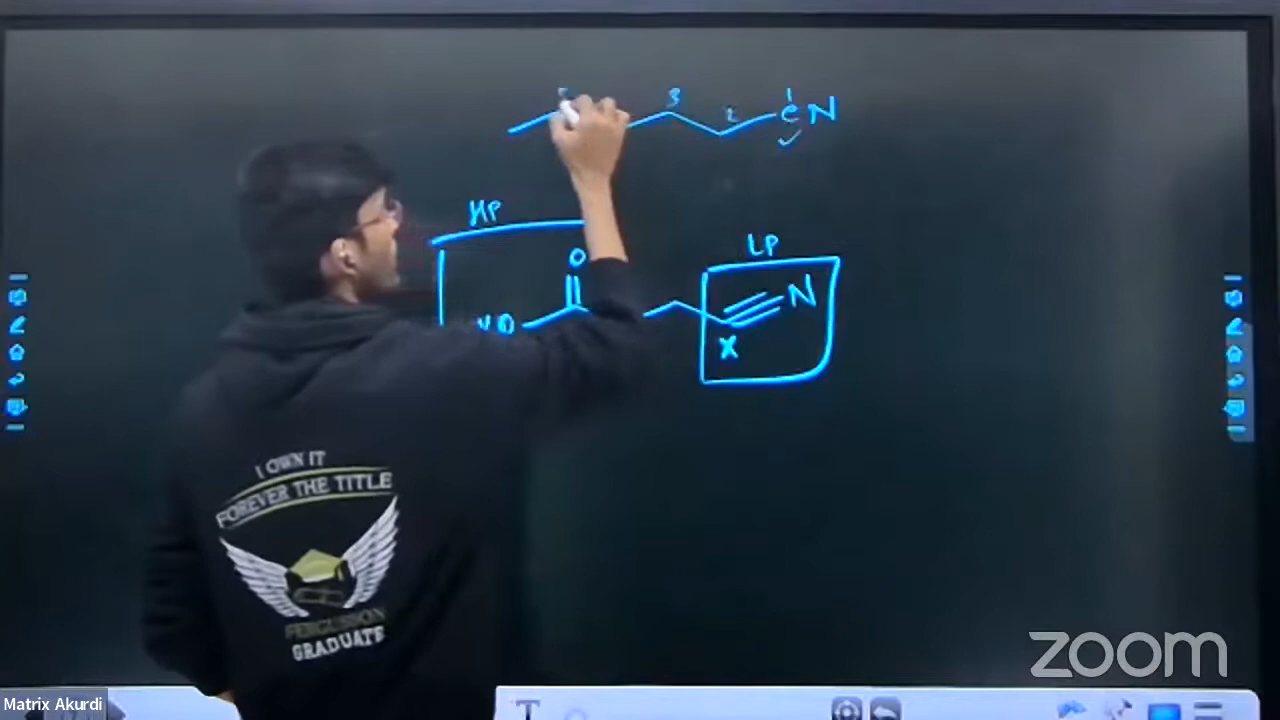 3 2 1
CN
HP
LP
O
HO
N
X
I OWN IT
FOREVER THE TITLE
FERGUSSON
GRADUATE
zoom
Matrix Akurdi
T